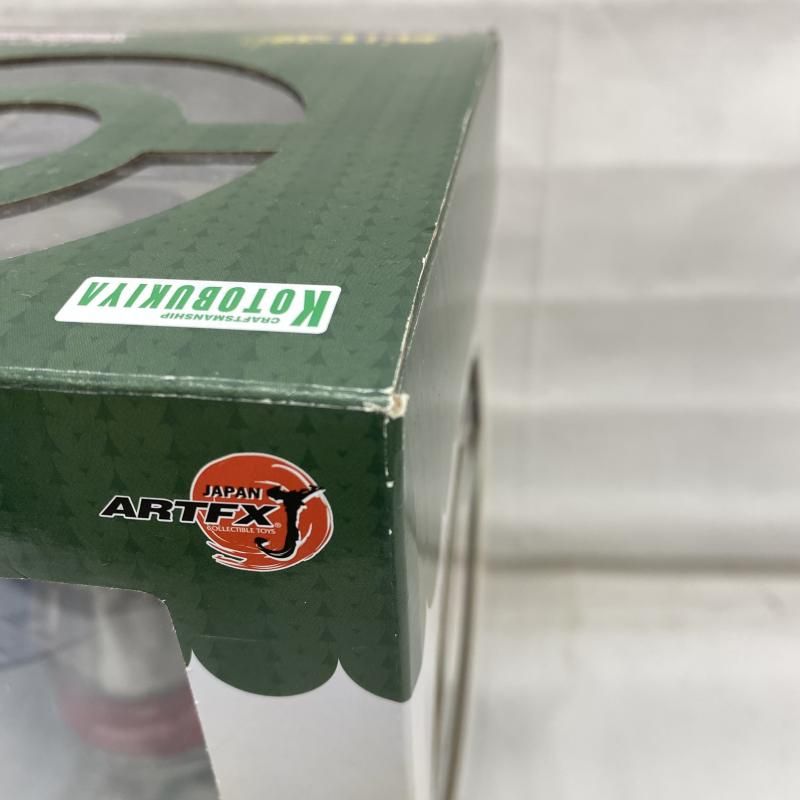 CRAFTSMANSHIP
KOTOBUKIYA
JAPAN
ARTFX J
COLLECTIBLE TOYS